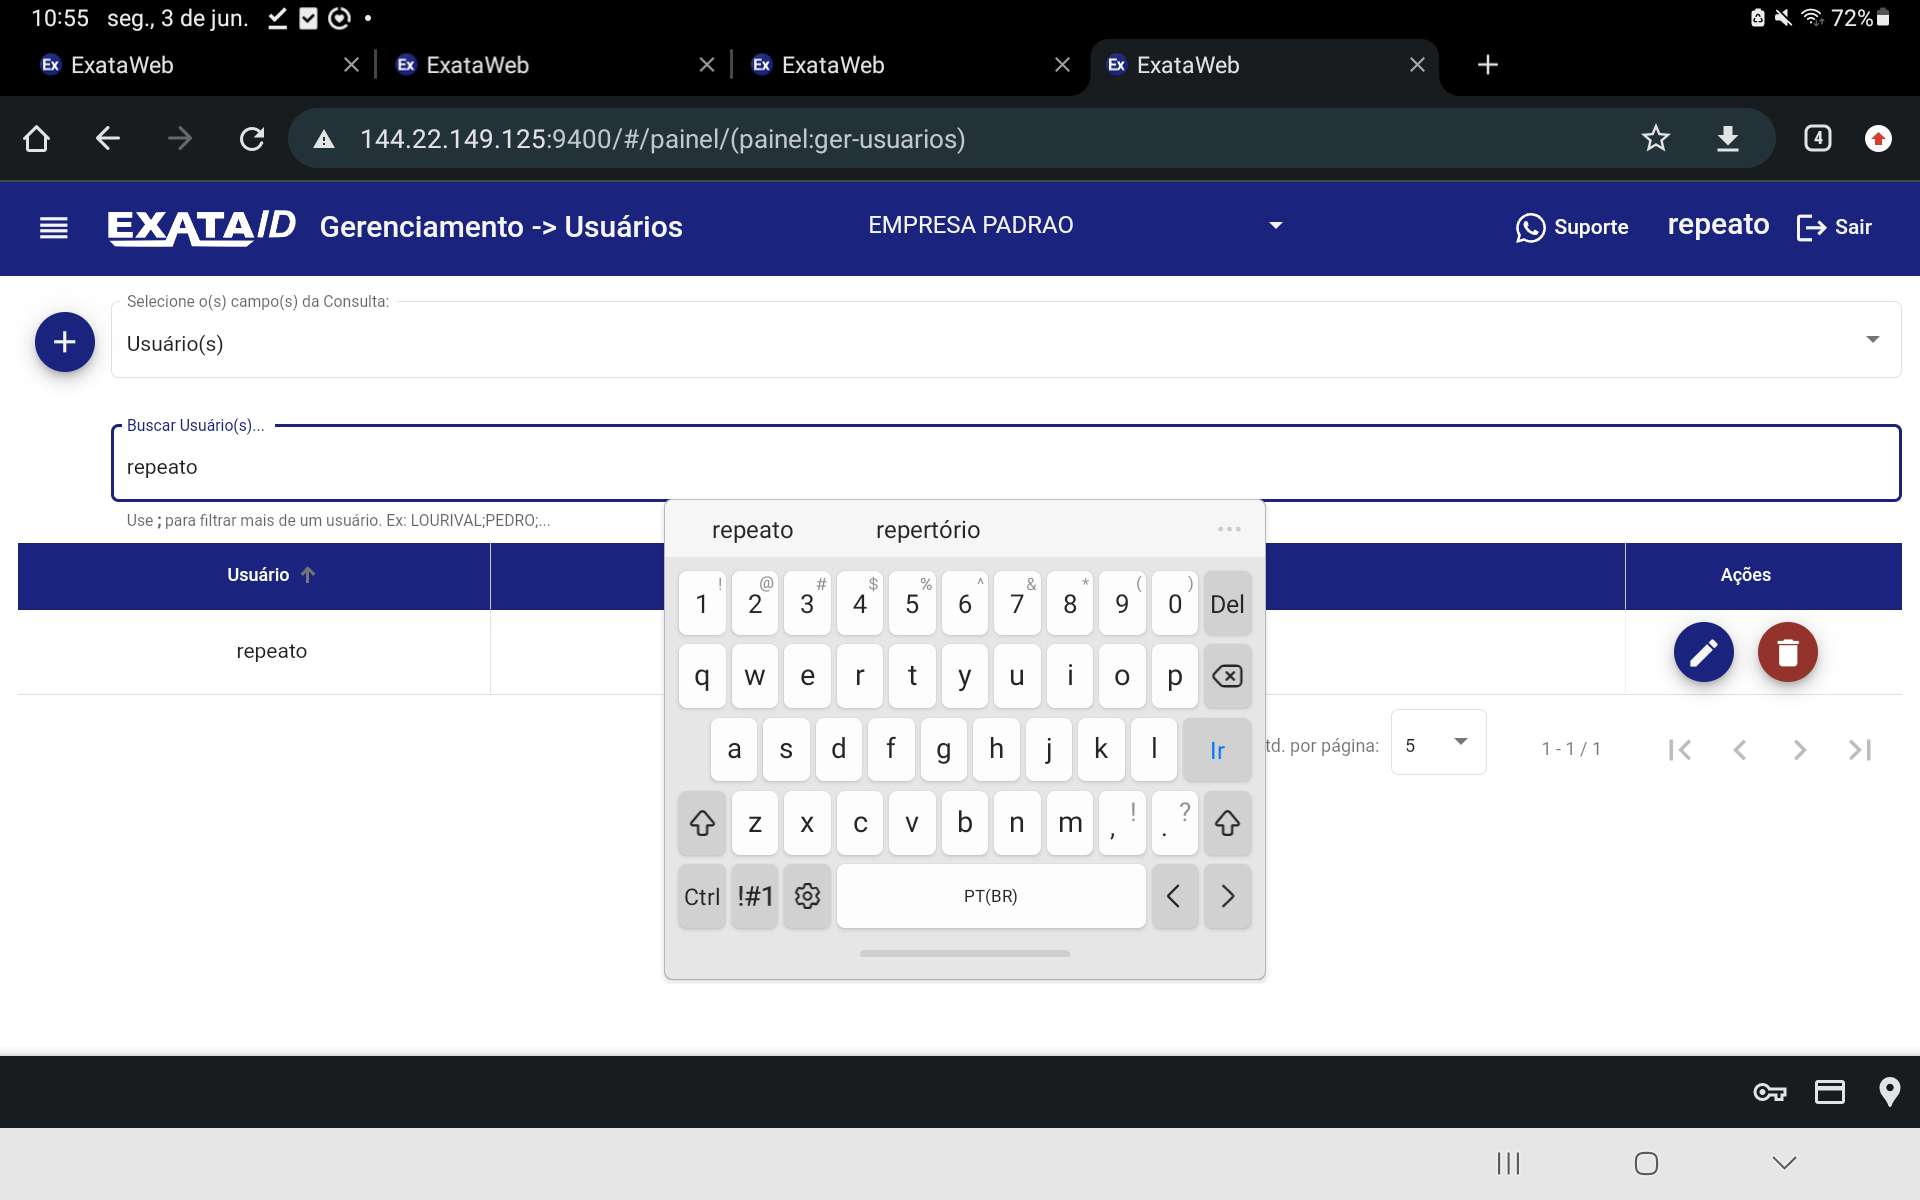 10:55 seg., 3 de jun. 72%
Ex ExataWeb Ex ExataWeb Ex ExataWeb Ex ExataWeb
144.22.149.125:9400/#/painel/(painel:ger-usuarios) 4
EXATA/ID Gerenciamento -> Usuários EMPRESA PADRAO Suporte repeato Sair
Selecione o(s) campo(s) da Consulta:
Usuário(s)
Buscar Usuário(s)...
repeato
Use ; para filtrar mais de um usuário. Ex: LOURIVAL;PEDRO;...
repeato repertório ...
Usuário Ações
repeato
td. por página: 5 1 - 1 / 1
! @ # $ % ^ & * ( )
1 2 3 4 5 6 7 8 9 0 Del
q w e r t y u i o p
a s d f g h j k l Ir
z x c v b n m , ! . ?
Ctrl !#1 PT(BR) < >